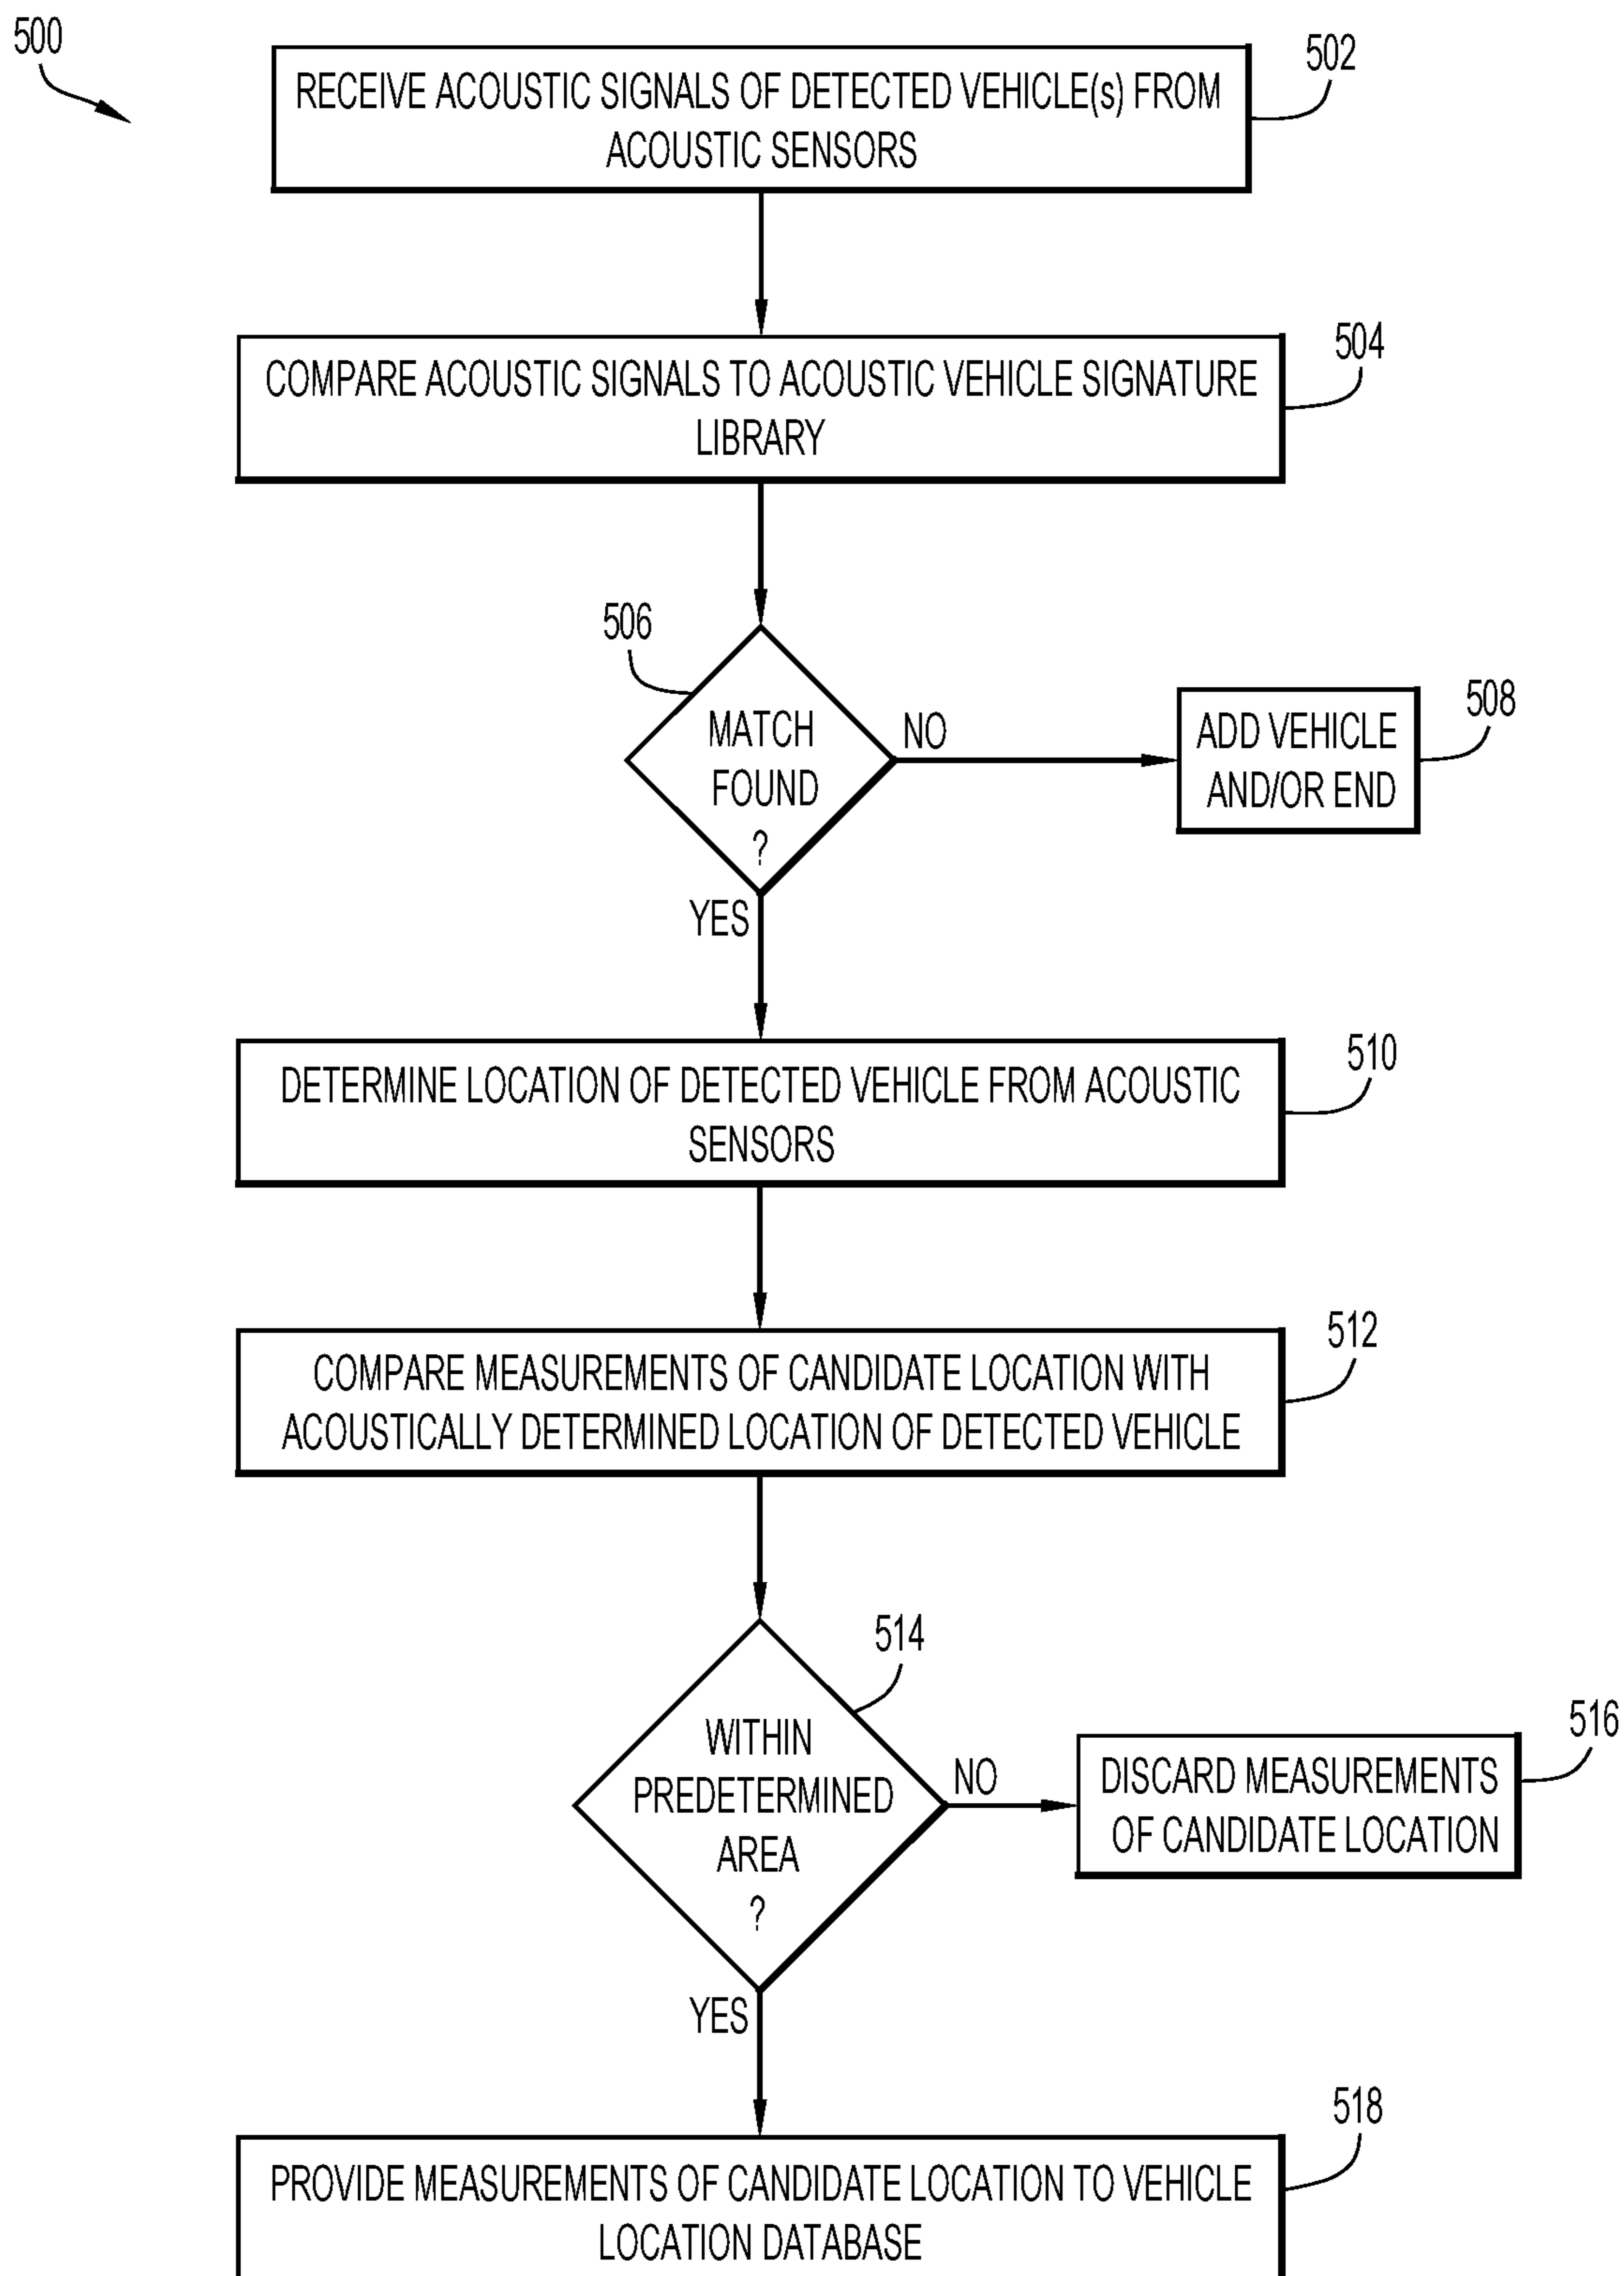 500
502
RECEIVE ACOUSTIC SIGNALS OF DETECTED VEHICLE(s) FROM
ACOUSTIC SENSORS
504
COMPARE ACOUSTIC SIGNALS TO ACOUSTIC VEHICLE SIGNATURE
LIBRARY
506
MATCH
FOUND
?
NO
508
ADD VEHICLE
AND/OR END
YES
510
DETERMINE LOCATION OF DETECTED VEHICLE FROM ACOUSTIC
SENSORS
512
COMPARE MEASUREMENTS OF CANDIDATE LOCATION WITH
ACOUSTICALLY DETERMINED LOCATION OF DETECTED VEHICLE
514
WITHIN
PREDETERMINED
AREA
?
NO
516
DISCARD MEASUREMENTS
OF CANDIDATE LOCATION
YES
518
PROVIDE MEASUREMENTS OF CANDIDATE LOCATION TO VEHICLE
LOCATION DATABASE